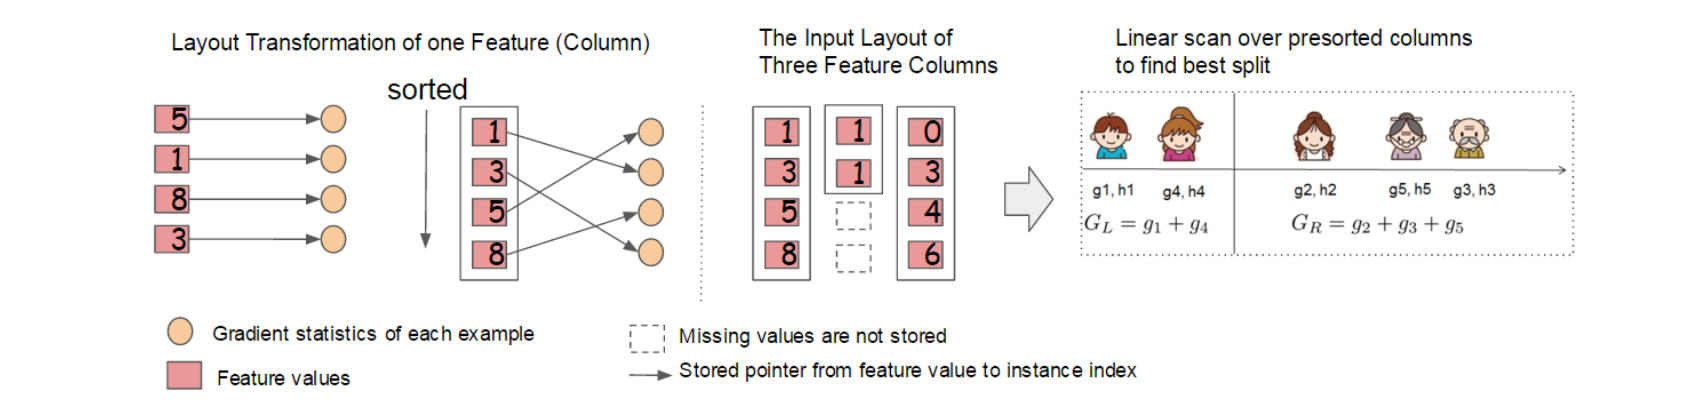 Layout Transformation of one Feature (Column)
The Input Layout of
Three Feature Columns
Linear scan over presorted columns
to find best split
sorted
5
1
8
3
1
3
5
8
1
3
5
8
1
1
0
3
4
6
g1, h1
g4, h4
g2, h2
g5, h5
g3, h3
G_L = g_1 + g_4
G_R = g_2 + g_3 + g_5
Gradient statistics of each example
Feature values
Missing values are not stored
Stored pointer from feature value to instance index